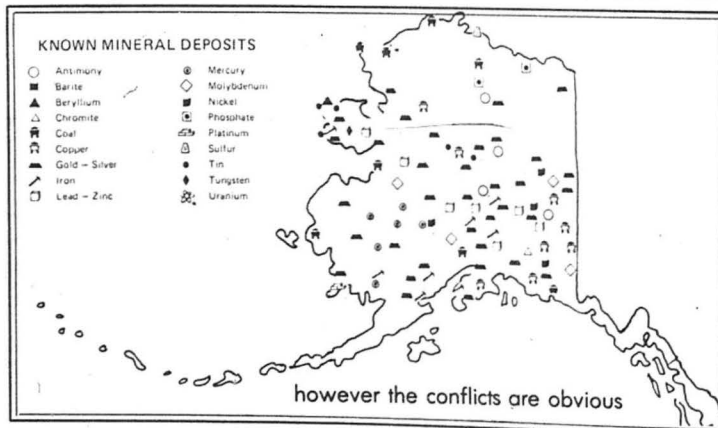 KNOWN MINERAL DEPOSITS
Antimony
Barite
Beryllium
Chromite
Coal
Copper
Gold – Silver
Iron
Lead – Zinc
Mercury
Molybdenum
Nickel
Phosphate
Platinum
Sulfur
Tin
Tungsten
Uranium
however the conflicts are obvious